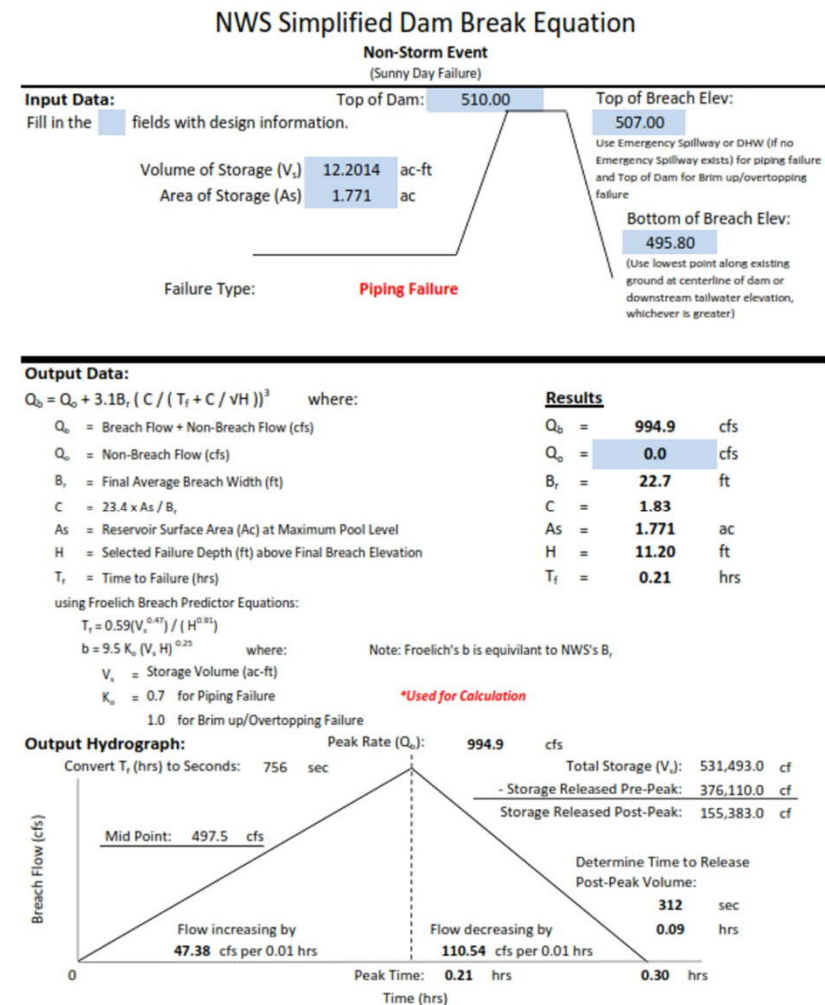 NWS Simplified Dam Break Equation
Non-Storm Event
(Sunny Day Failure)
Input Data:
Top of Dam: 510.00
Top of Breach Elev:
Fill in the fields with design information.
507.00
Use Emergency Spillway or DHW (if no
Emergency Spillway exists) for piping failure
and Top of Dam for Brim up/overtopping
failure
Volume of Storage (Vs) 12.2014 ac-ft
Area of Storage (As) 1.771 ac
Bottom of Breach Elev:
495.80
(Use lowest point along existing
ground at centerline of dam or
downstream tailwater elevation,
whichever is greater)
Failure Type: Piping Failure
Output Data:
Qb = Qo + 3.1Br ( C / ( Tf + C / √H ))³ where:
Results
Qb = Breach Flow + Non-Breach Flow (cfs)
Qb = 994.9 cfs
Qo = Non-Breach Flow (cfs)
Qo = 0.0 cfs
Br = Final Average Breach Width (ft)
Br = 22.7 ft
C = 23.4 x As / Br
C = 1.83
As = Reservoir Surface Area (Ac) at Maximum Pool Level
As = 1.771 ac
H = Selected Failure Depth (ft) above Final Breach Elevation
H = 11.20 ft
Tf = Time to Failure (hrs)
Tf = 0.21 hrs
using Froelich Breach Predictor Equations:
Tf = 0.59(Vs^0.47) / ( H^0.91)
b = 9.5 Ko (Vs H) ^0.25 where: Note: Froelich's b is equivilant to NWS's Br
Vs = Storage Volume (ac-ft)
Ko = 0.7 for Piping Failure *Used for Calculation
1.0 for Brim up/Overtopping Failure
Output Hydrograph:
Peak Rate (Qb): 994.9 cfs
Convert Tf (hrs) to Seconds: 756 sec
Total Storage (Vs): 531,493.0 cf
- Storage Released Pre-Peak: 376,110.0 cf
Storage Released Post-Peak: 155,383.0 cf
Mid Point: 497.5 cfs
Determine Time to Release
Post-Peak Volume:
312 sec
0.09 hrs
Breach Flow (cfs)
Flow increasing by
47.38 cfs per 0.01 hrs
Flow decreasing by
110.54 cfs per 0.01 hrs
0
Peak Time: 0.21 hrs
0.30 hrs
Time (hrs)